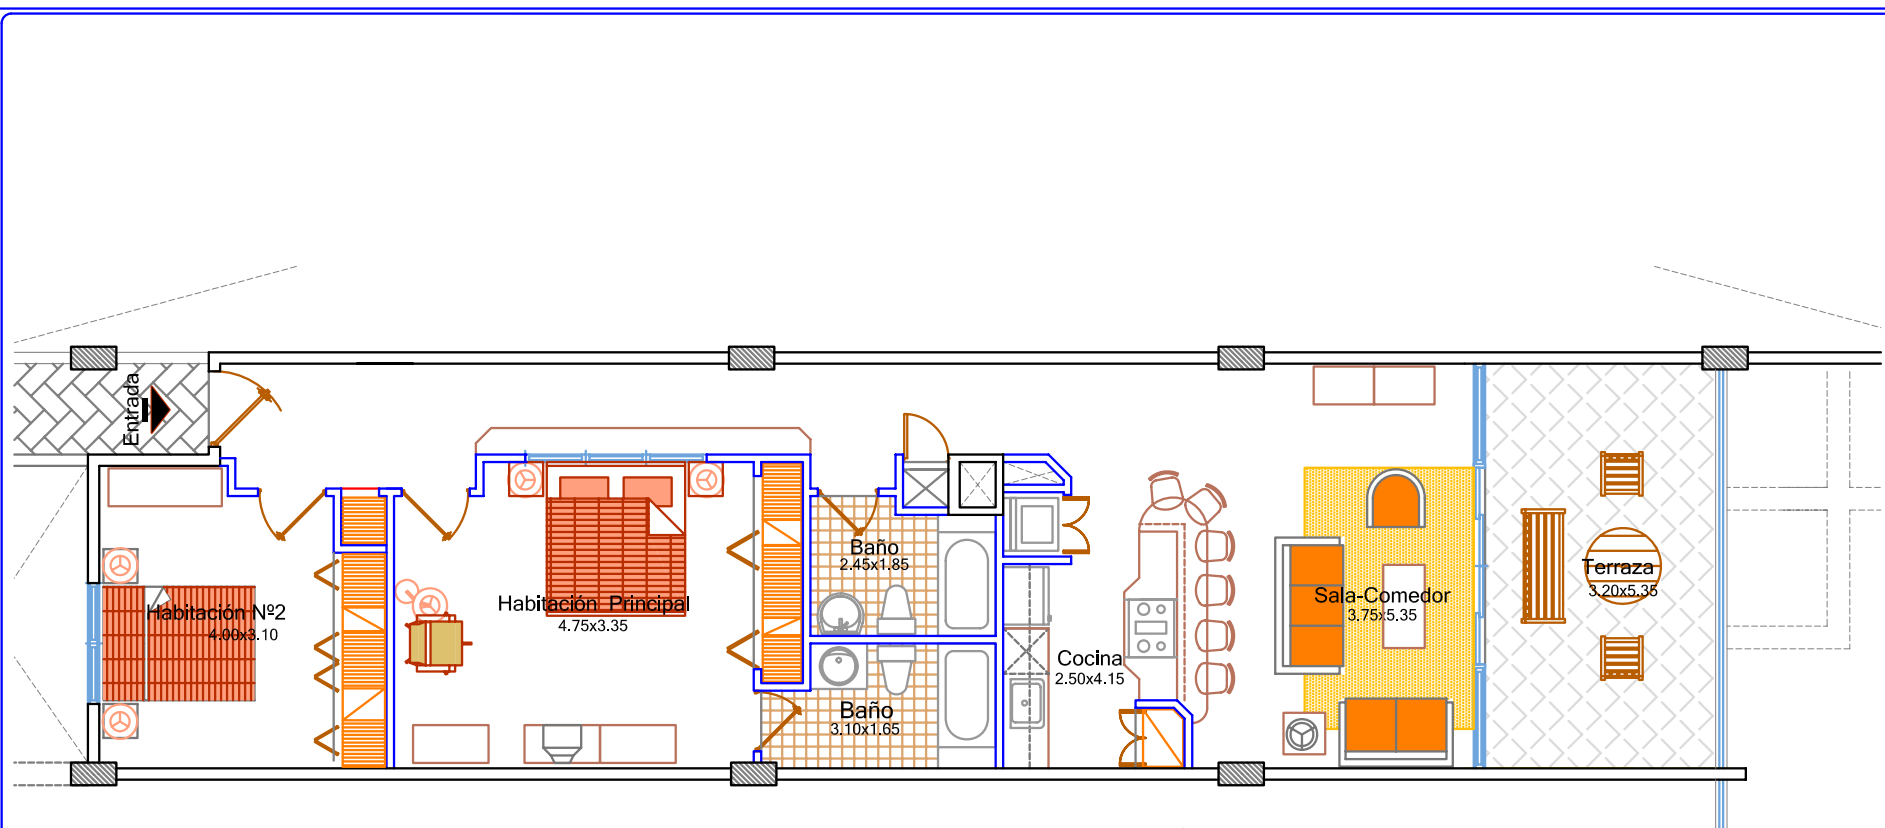 Entrada
Habitación Nº2
4.00x3.10
Habitación Principal
4.75x3.35
Baño
2.45x1.85
Baño
3.10x1.65
Cocina
2.50x4.15
Sala-Comedor
3.75x5.35
Terraza
3.20x5.35